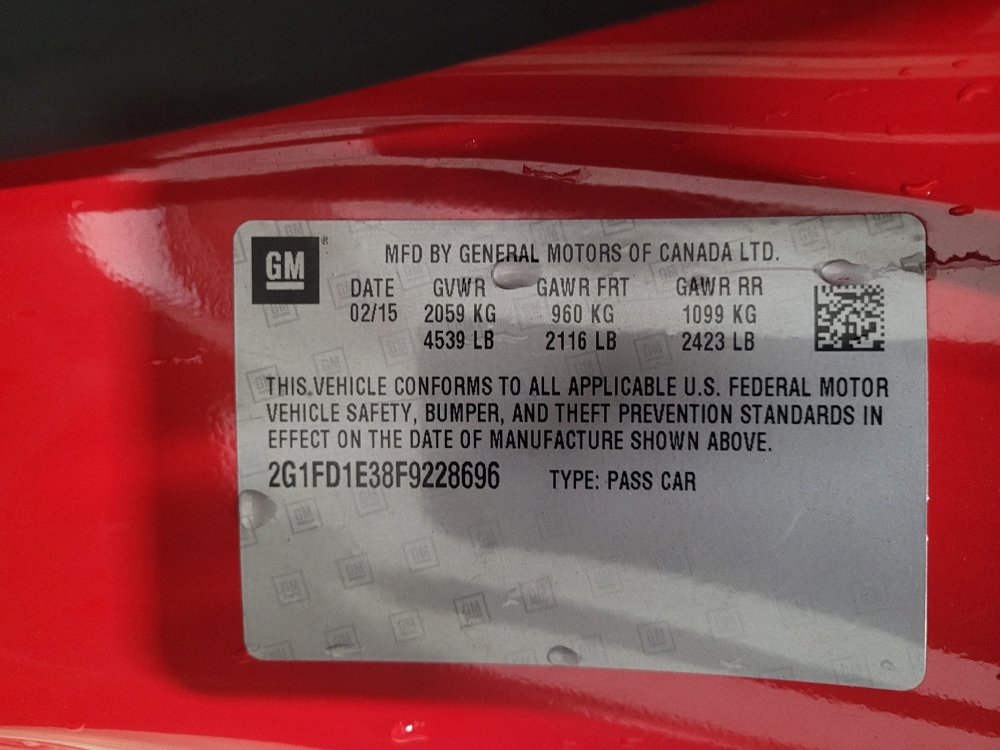 GM®
MFD BY GENERAL MOTORS OF CANADA LTD.
DATE GVWR GAWR FRT GAWR RR
02/15 2059 KG 960 KG 1099 KG
4539 LB 2116 LB 2423 LB
THIS VEHICLE CONFORMS TO ALL APPLICABLE U.S. FEDERAL MOTOR
VEHICLE SAFETY, BUMPER, AND THEFT PREVENTION STANDARDS IN
EFFECT ON THE DATE OF MANUFACTURE SHOWN ABOVE.
2G1FD1E38F9228696 TYPE: PASS CAR